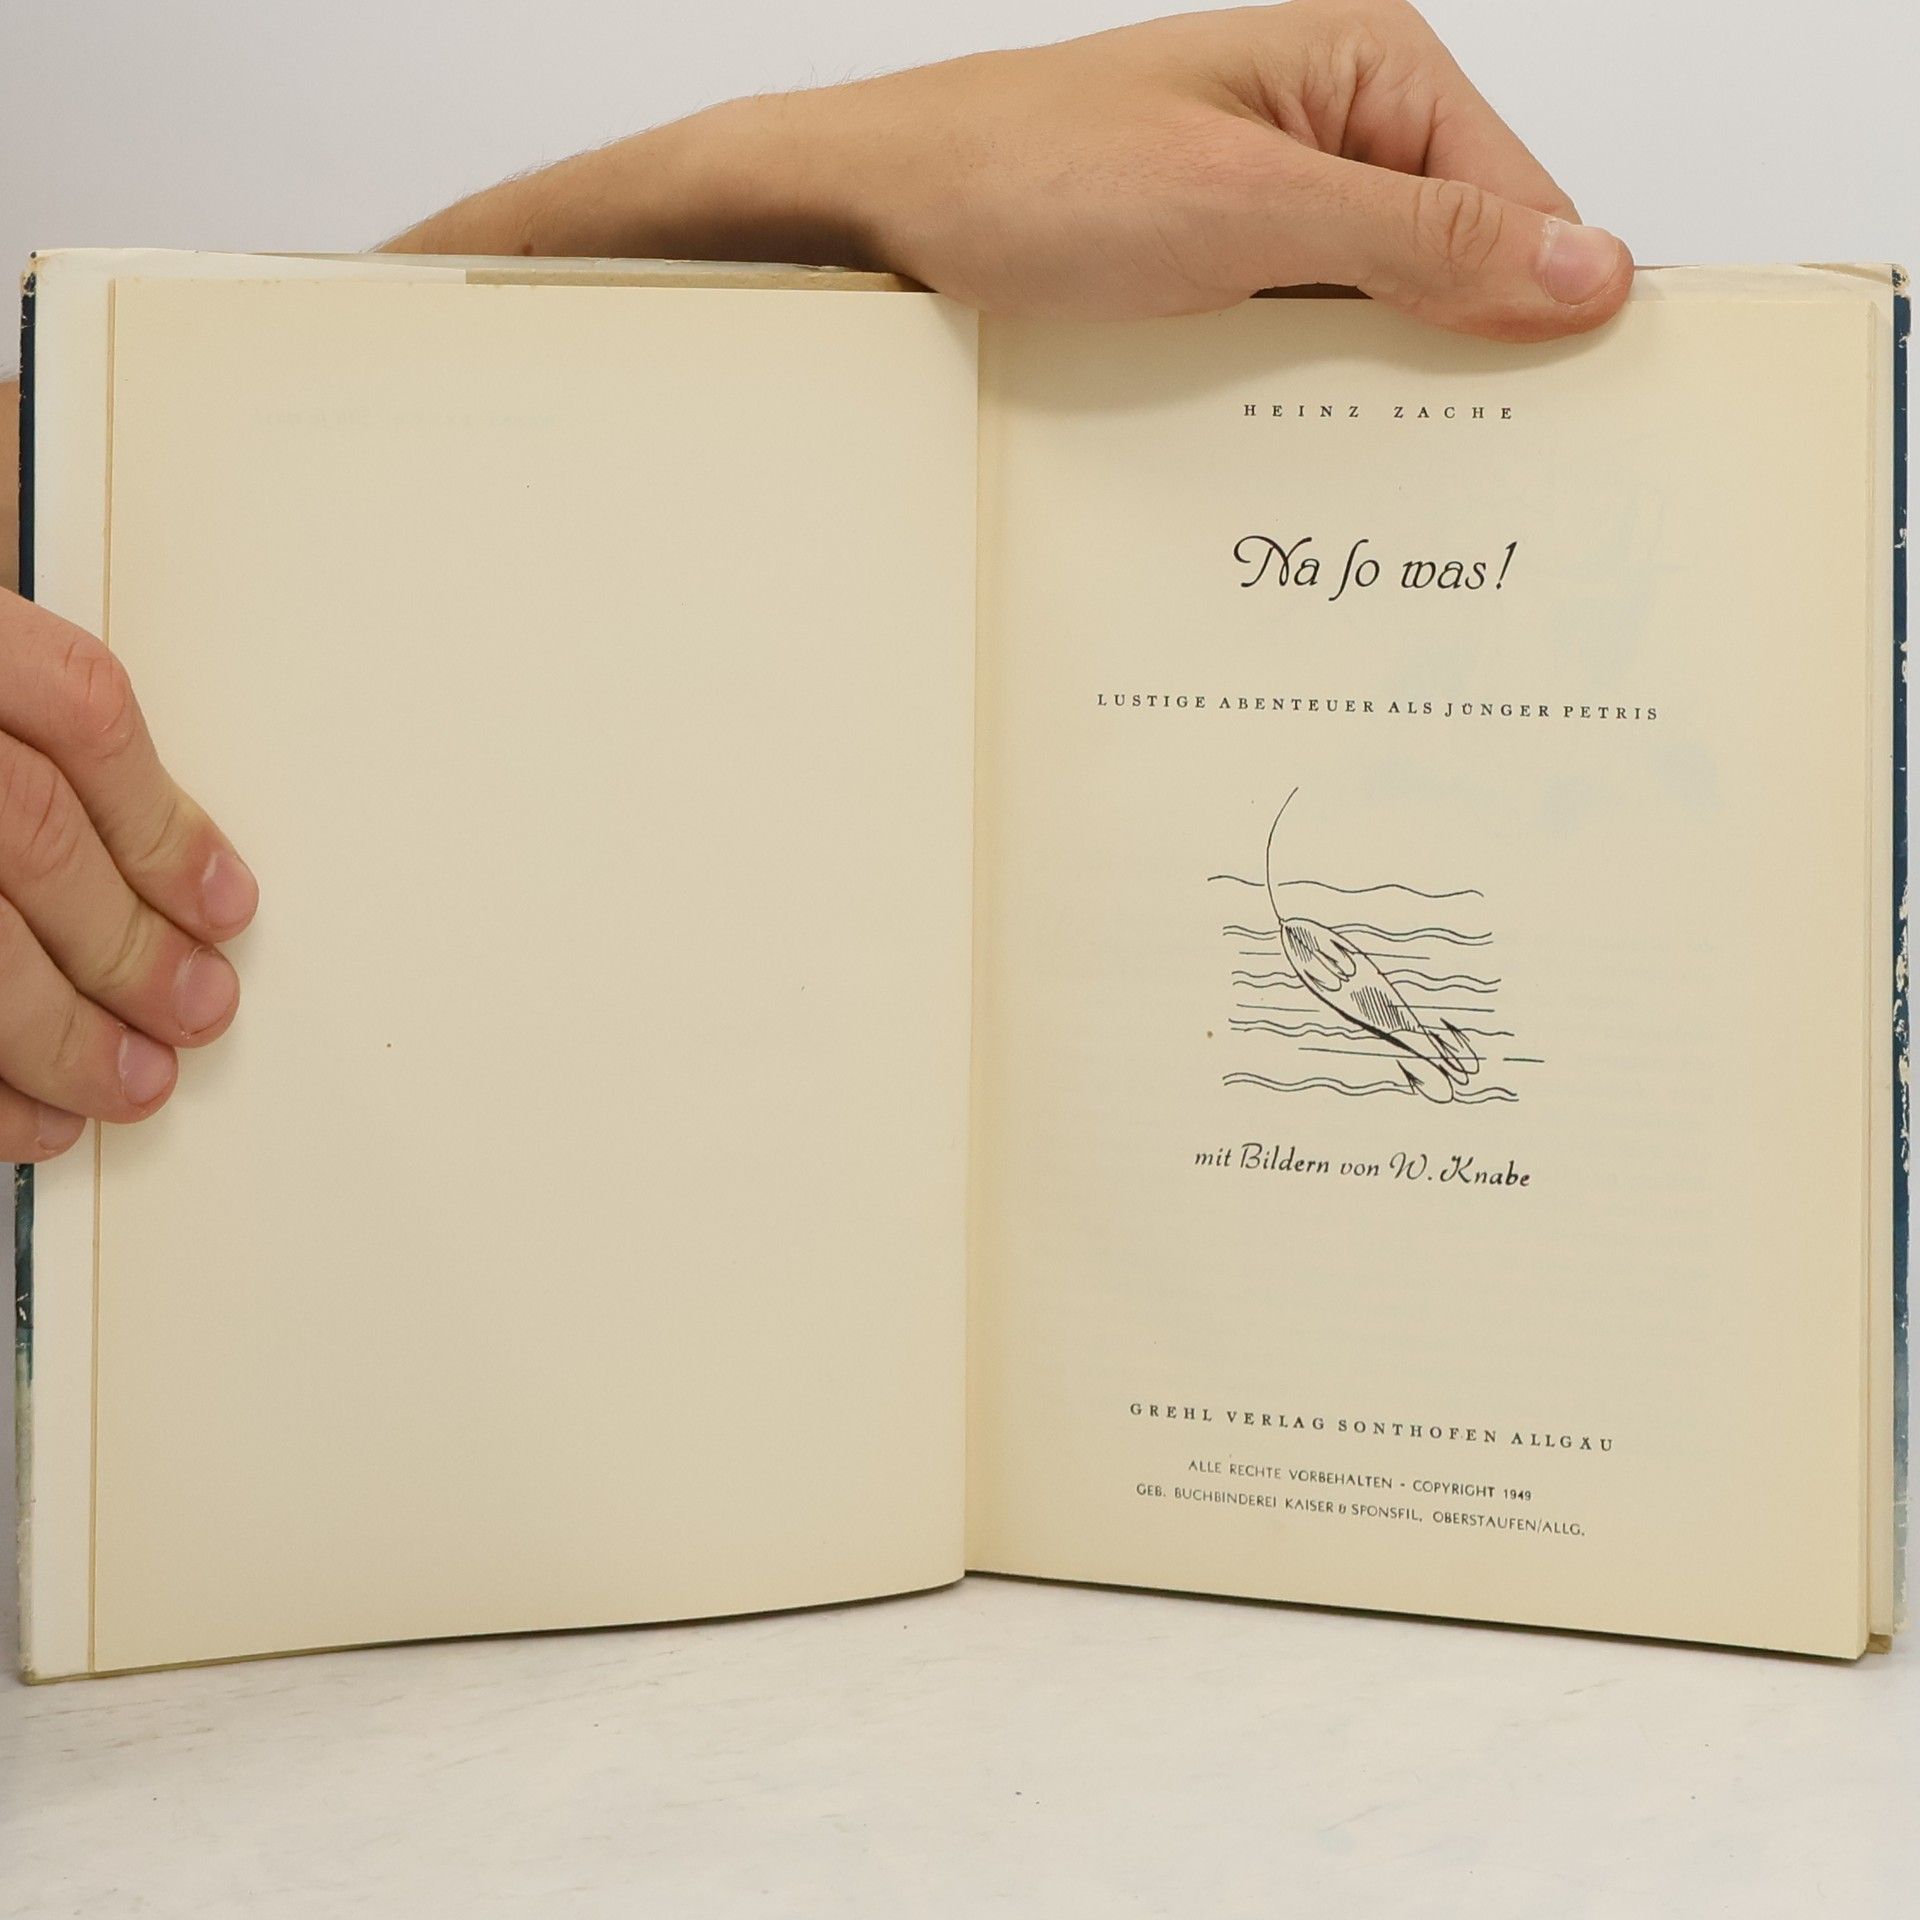 HEINZ ZACHE
Na ſo was!
LUSTIGE ABENTEUER ALS JÜNGER PETRIS
mit Bildern von W. Knabe
GREHL VERLAG SONTHOFEN ALLGÄU
ALLE RECHTE VORBEHALTEN - COPYRIGHT 1949
GEB. BUCHBINDEREI KAISER & SPONSFIL, OBERSTAUFEN/ALLG.